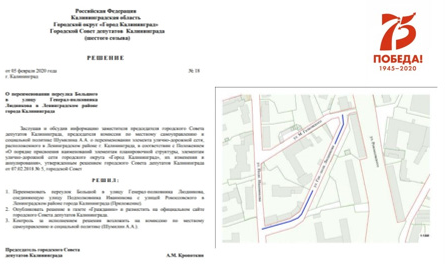 Российская Федерация
Калининградская область
Городской округ «Город Калининград»
Городской Совет депутатов Калининграда
(шестого созыва)
РЕШЕНИЕ
от 05 февраля 2020 года № 18
г. Калининград
О переименовании переулка Большого
в улицу Генерал-полковника
Людникова в Ленинградском районе
города Калининграда
Заслушав и обсудив информацию заместителя председателя городского Совета
депутатов Калининграда, председателя комиссии по местному самоуправлению и
социальной политике Шумилина А.А. о переименовании элемента улично-дорожной сети,
расположенного в Ленинградском районе г. Калининграда, в соответствии с Положением
«О порядке присвоения наименований элементам планировочной структуры, элементам
улично-дорожной сети городского округа «Город Калининград», их изменения и
аннулирования», утвержденным решением городского Совета депутатов Калининграда
от 07.02.2018 № 5, городской Совет
РЕШИЛ:
1. Переименовать переулок Большой в улицу Генерал-полковника Людникова,
соединяющую улицу Подполковника Иванникова с улицей Рокоссовского в
Ленинградском районе города Калининграда (Приложение).
2. Опубликовать решение в газете «Гражданин» и разместить на официальном сайте
городского Совета депутатов Калининграда.
3. Контроль за исполнением решения возложить на комиссию по местному
самоуправлению и социальной политике (Шумилин А.А.).
Председатель городского Совета
депутатов Калининграда А.М. Кропоткин
75
ПОБЕДА!
1945–2020